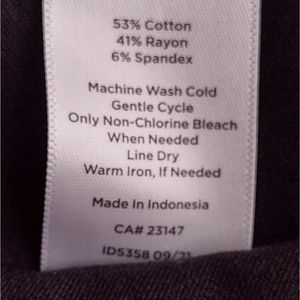 53% Cotton
41% Rayon
6% Spandex
Machine Wash Cold
Gentle Cycle
Only Non-Chlorine Bleach
When Needed
Line Dry
Warm Iron, If Needed
Made In Indonesia
CA# 23147
ID5358 09/21